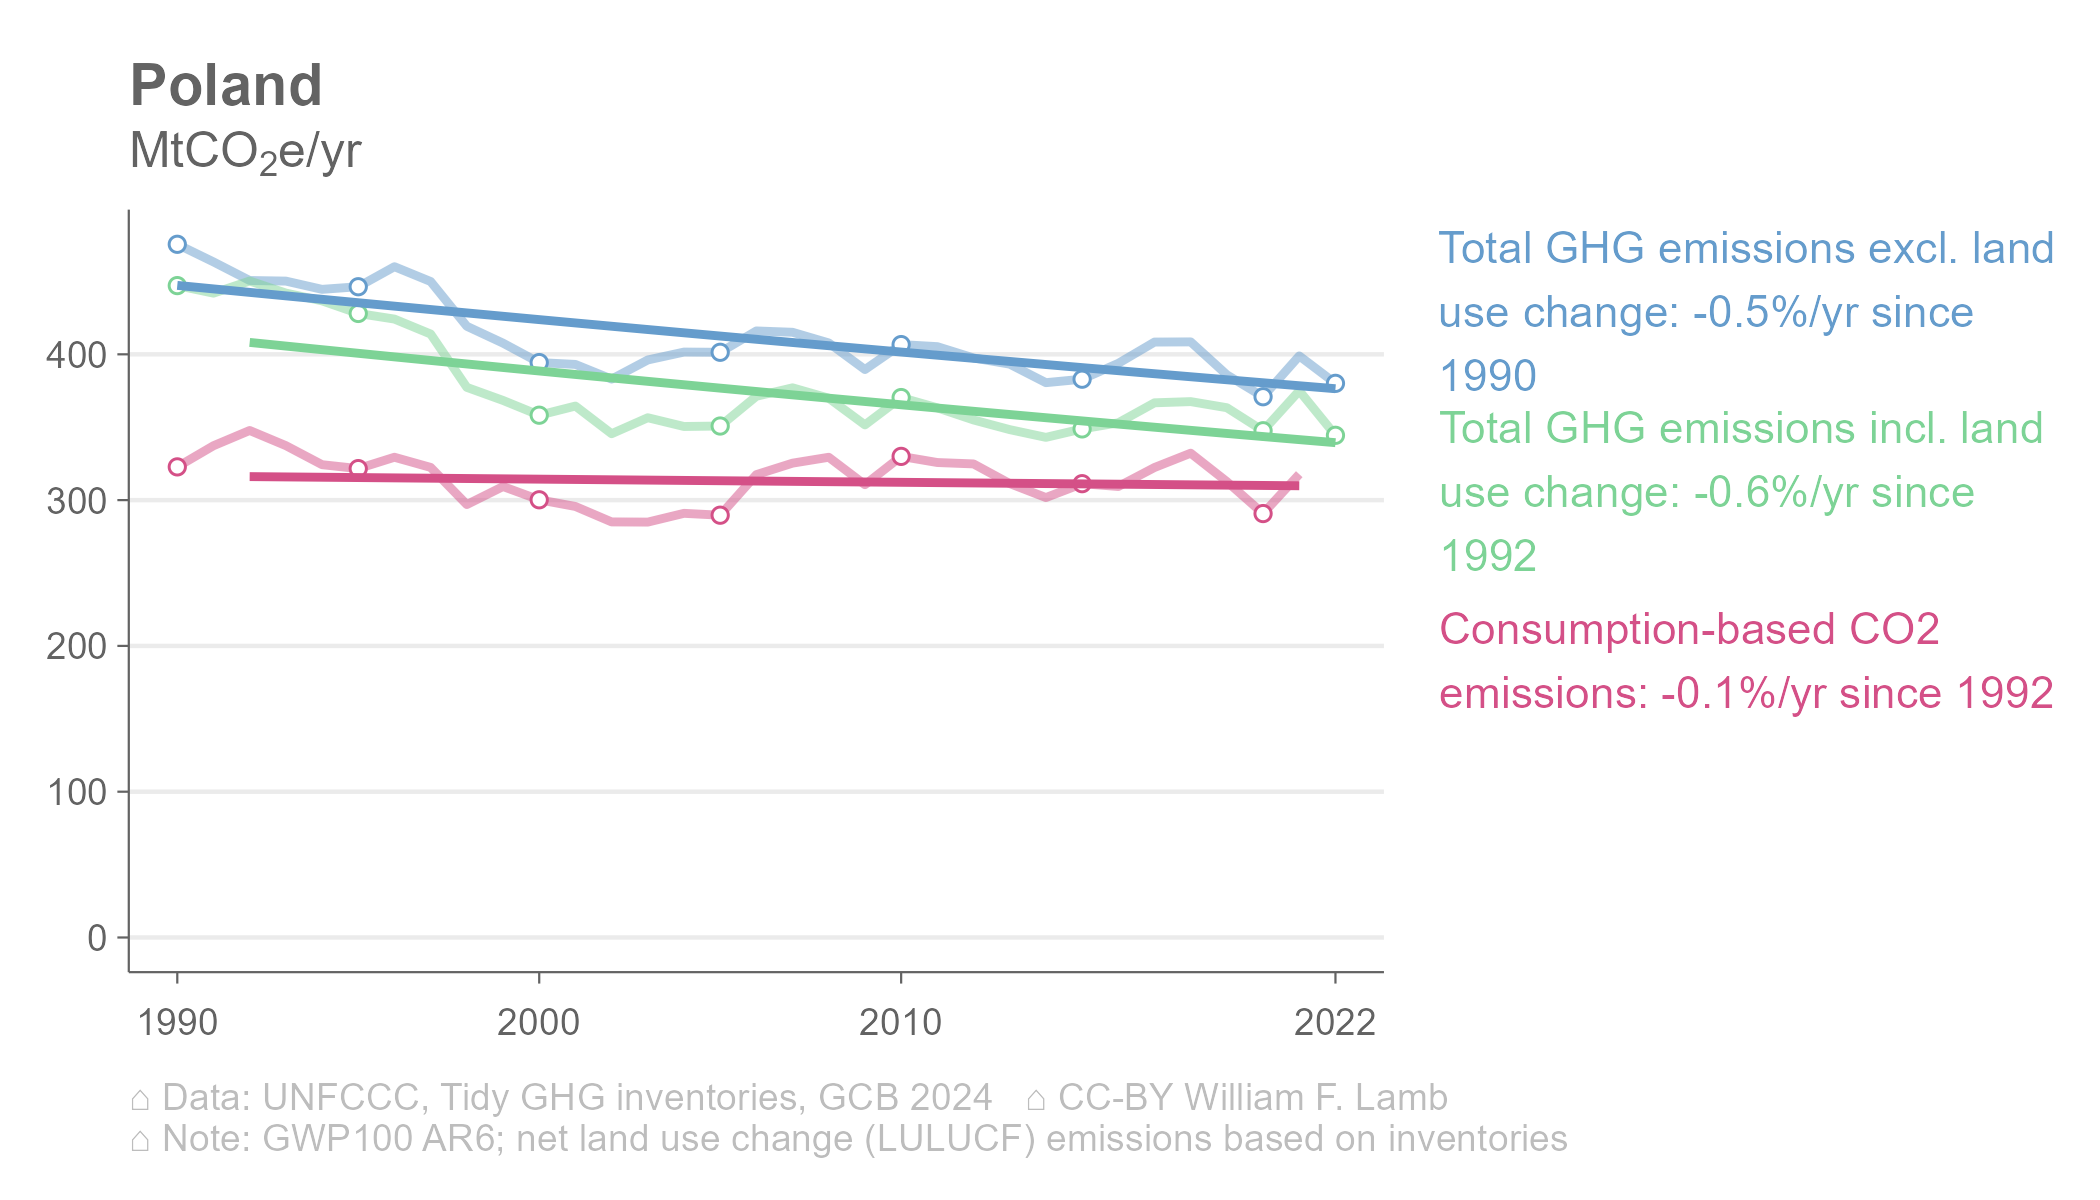 Poland
MtCO₂e/yr
400
300
200
100
0
1990
2000
2010
2022
Total GHG emissions excl. land
use change: -0.5%/yr since
1990
Total GHG emissions incl. land
use change: -0.6%/yr since
1992
Consumption-based CO2
emissions: -0.1%/yr since 1992
⌂ Data: UNFCCC, Tidy GHG inventories, GCB 2024 ⌂ CC-BY William F. Lamb
⌂ Note: GWP100 AR6; net land use change (LULUCF) emissions based on inventories